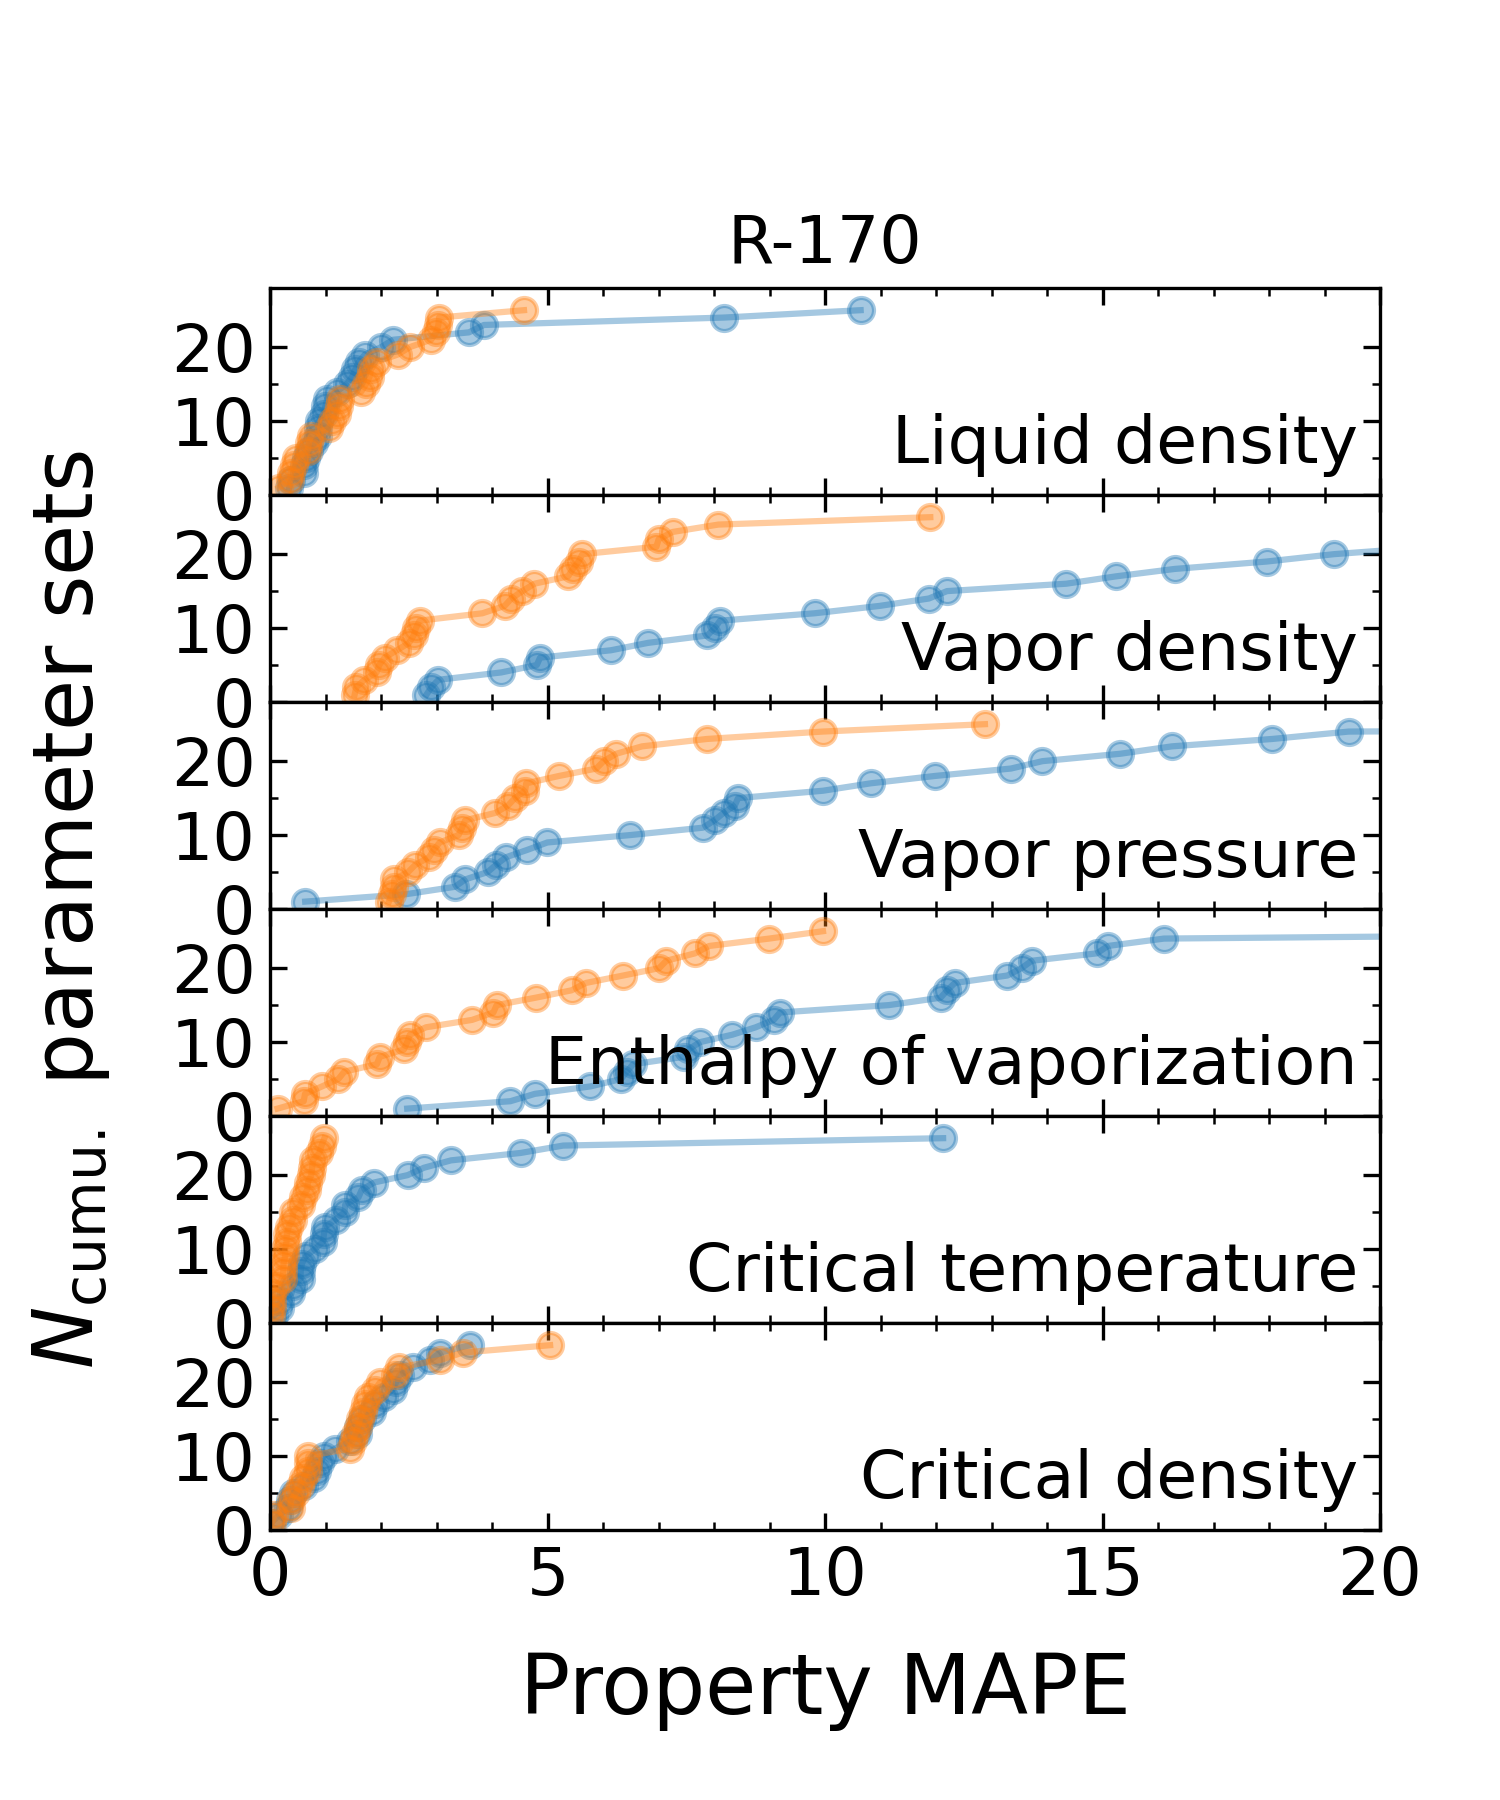 R-170
20
10
0
Liquid density
20
10
0
Vapor density
20
10
0
Vapor pressure
20
10
0
Enthalpy of vaporization
20
10
0
Critical temperature
20
10
0
Critical density
0 5 10 15 20
Property MAPE
Ncumu. parameter sets